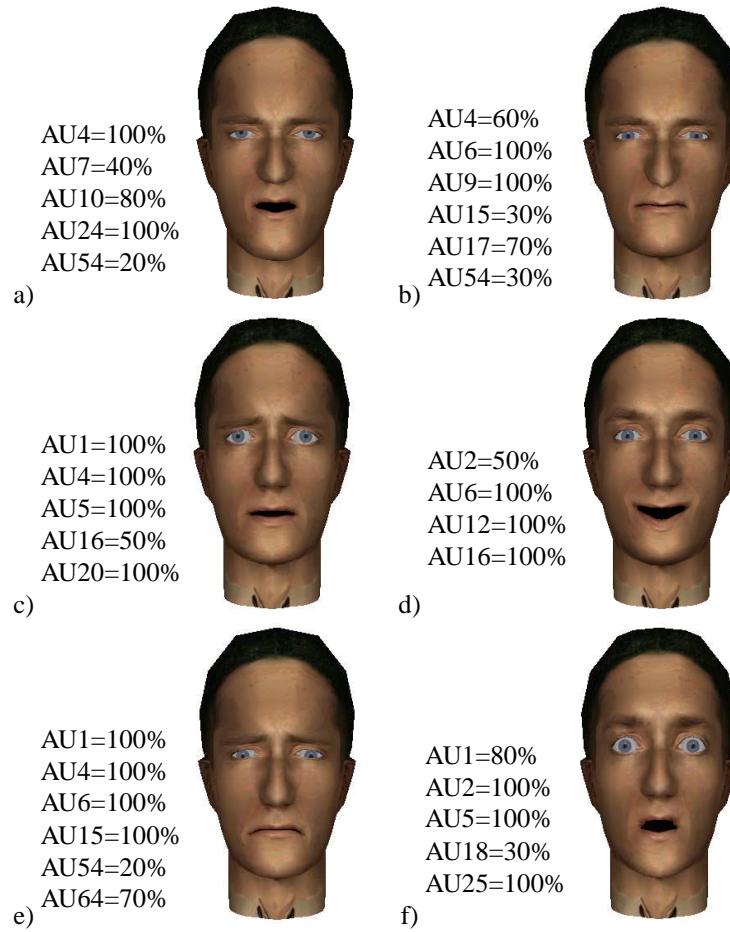 AU4=100%
AU7=40%
AU10=80%
AU24=100%
AU54=20%
a)
AU4=60%
AU6=100%
AU9=100%
AU15=30%
AU17=70%
AU54=30%
b)
AU1=100%
AU4=100%
AU5=100%
AU16=50%
AU20=100%
c)
AU2=50%
AU6=100%
AU12=100%
AU16=100%
d)
AU1=100%
AU4=100%
AU6=100%
AU15=100%
AU54=20%
AU64=70%
e)
AU1=80%
AU2=100%
AU5=100%
AU18=30%
AU25=100%
f)